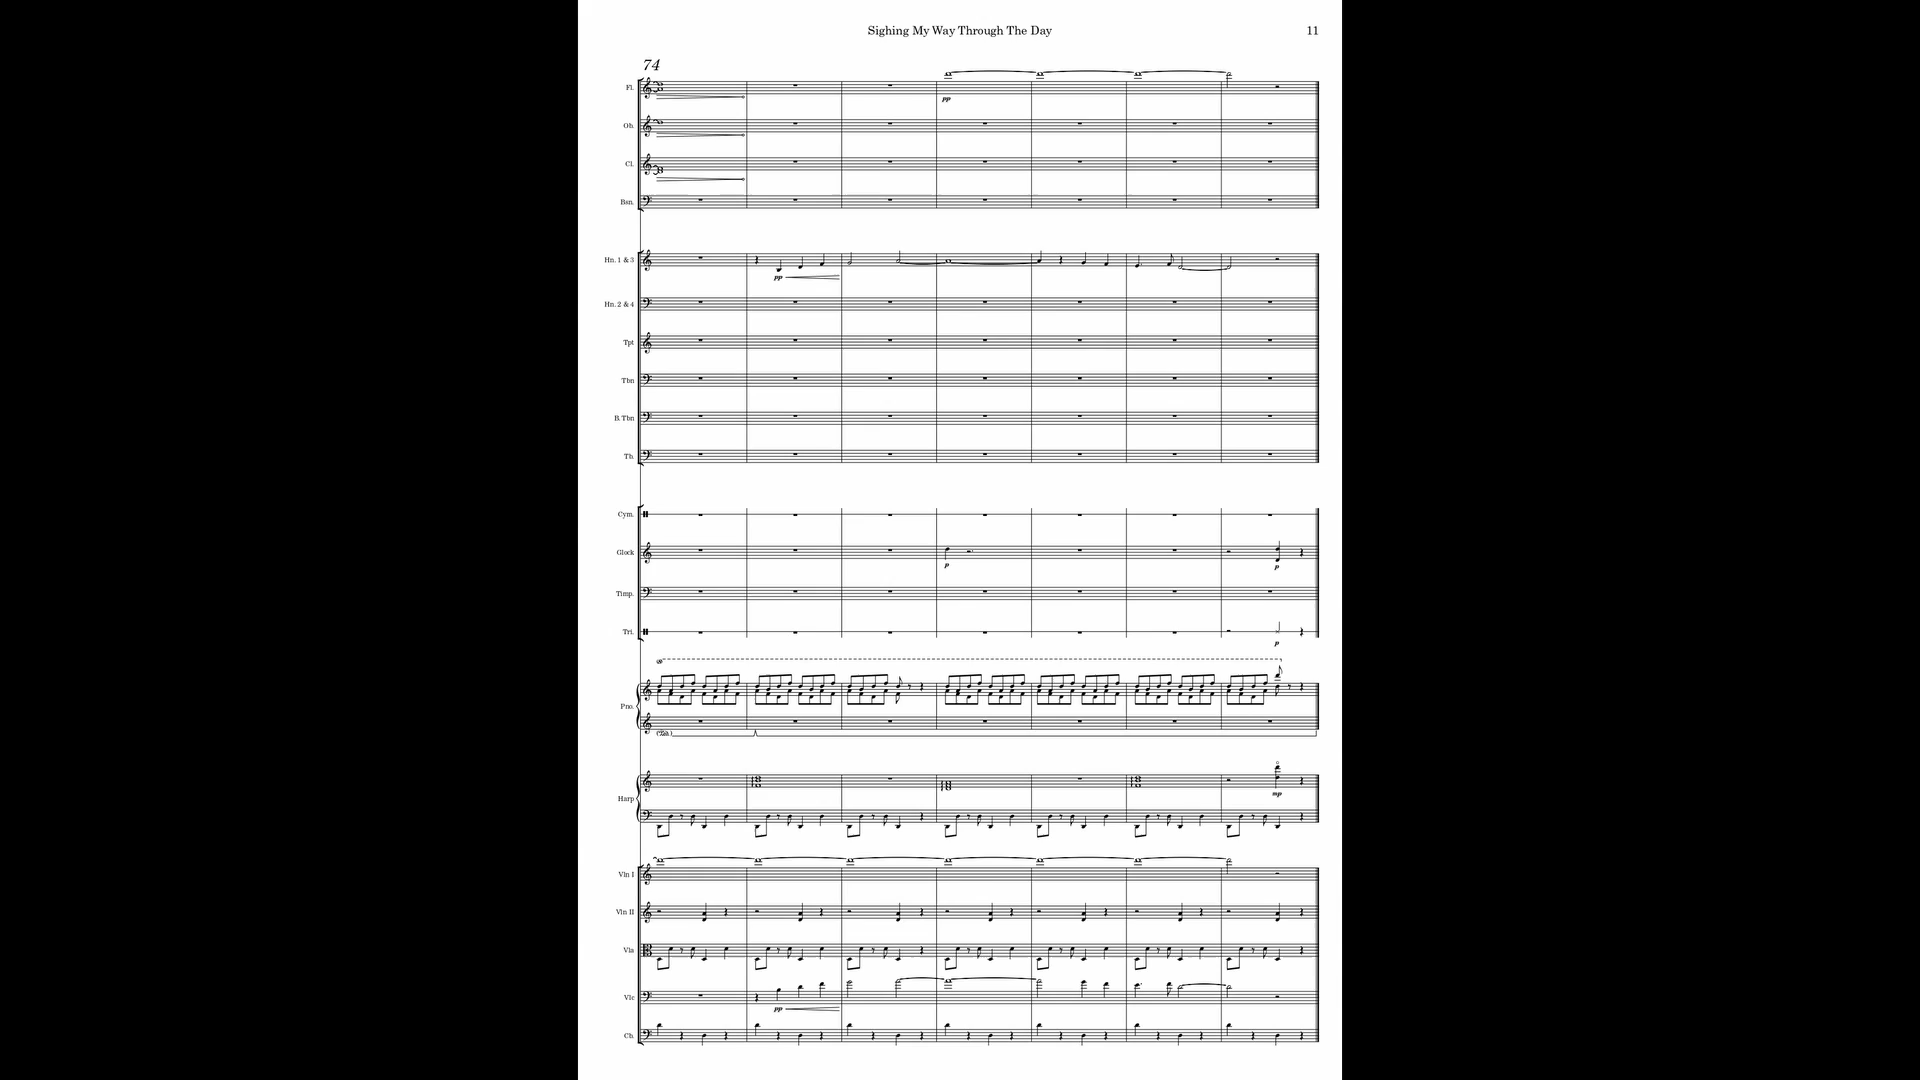 Sighing My Way Through The Day
11
74
Fl.
pp
Ob.
Cl.
Bsn.
Hn. 1 & 3
pp
Hn. 2 & 4
Tpt
Tbn
B. Tbn
Tb.
Cym.
Glock
p
p
Timp.
Tri.
p
Pno.
Harp
mp
Vln I
Vln II
Vla
Vlc
pp
Cb.